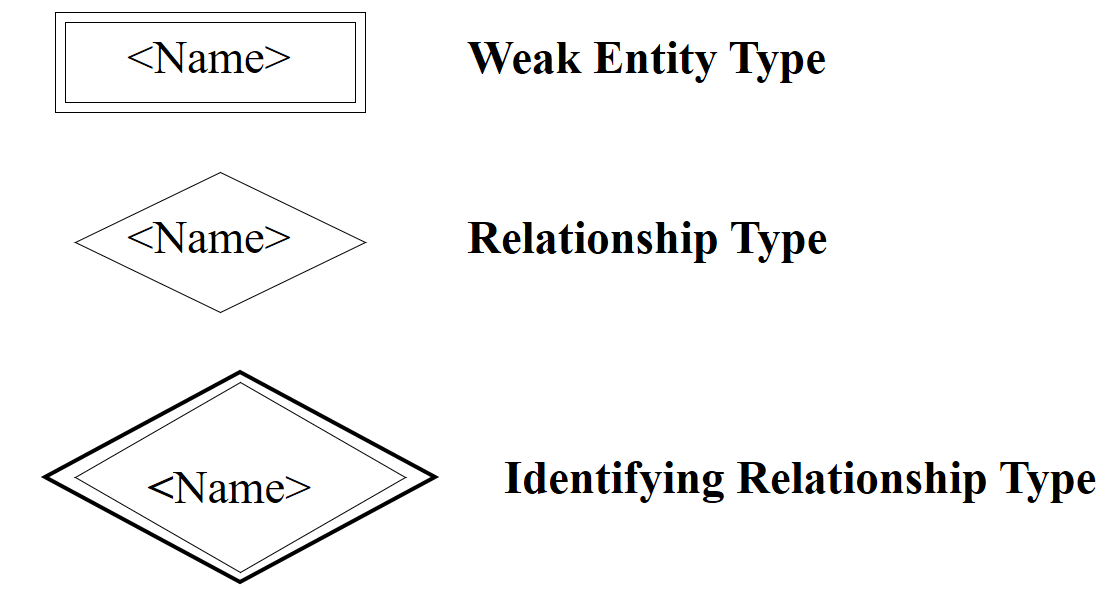 <Name> Weak Entity Type
<Name> Relationship Type
<Name> Identifying Relationship Type